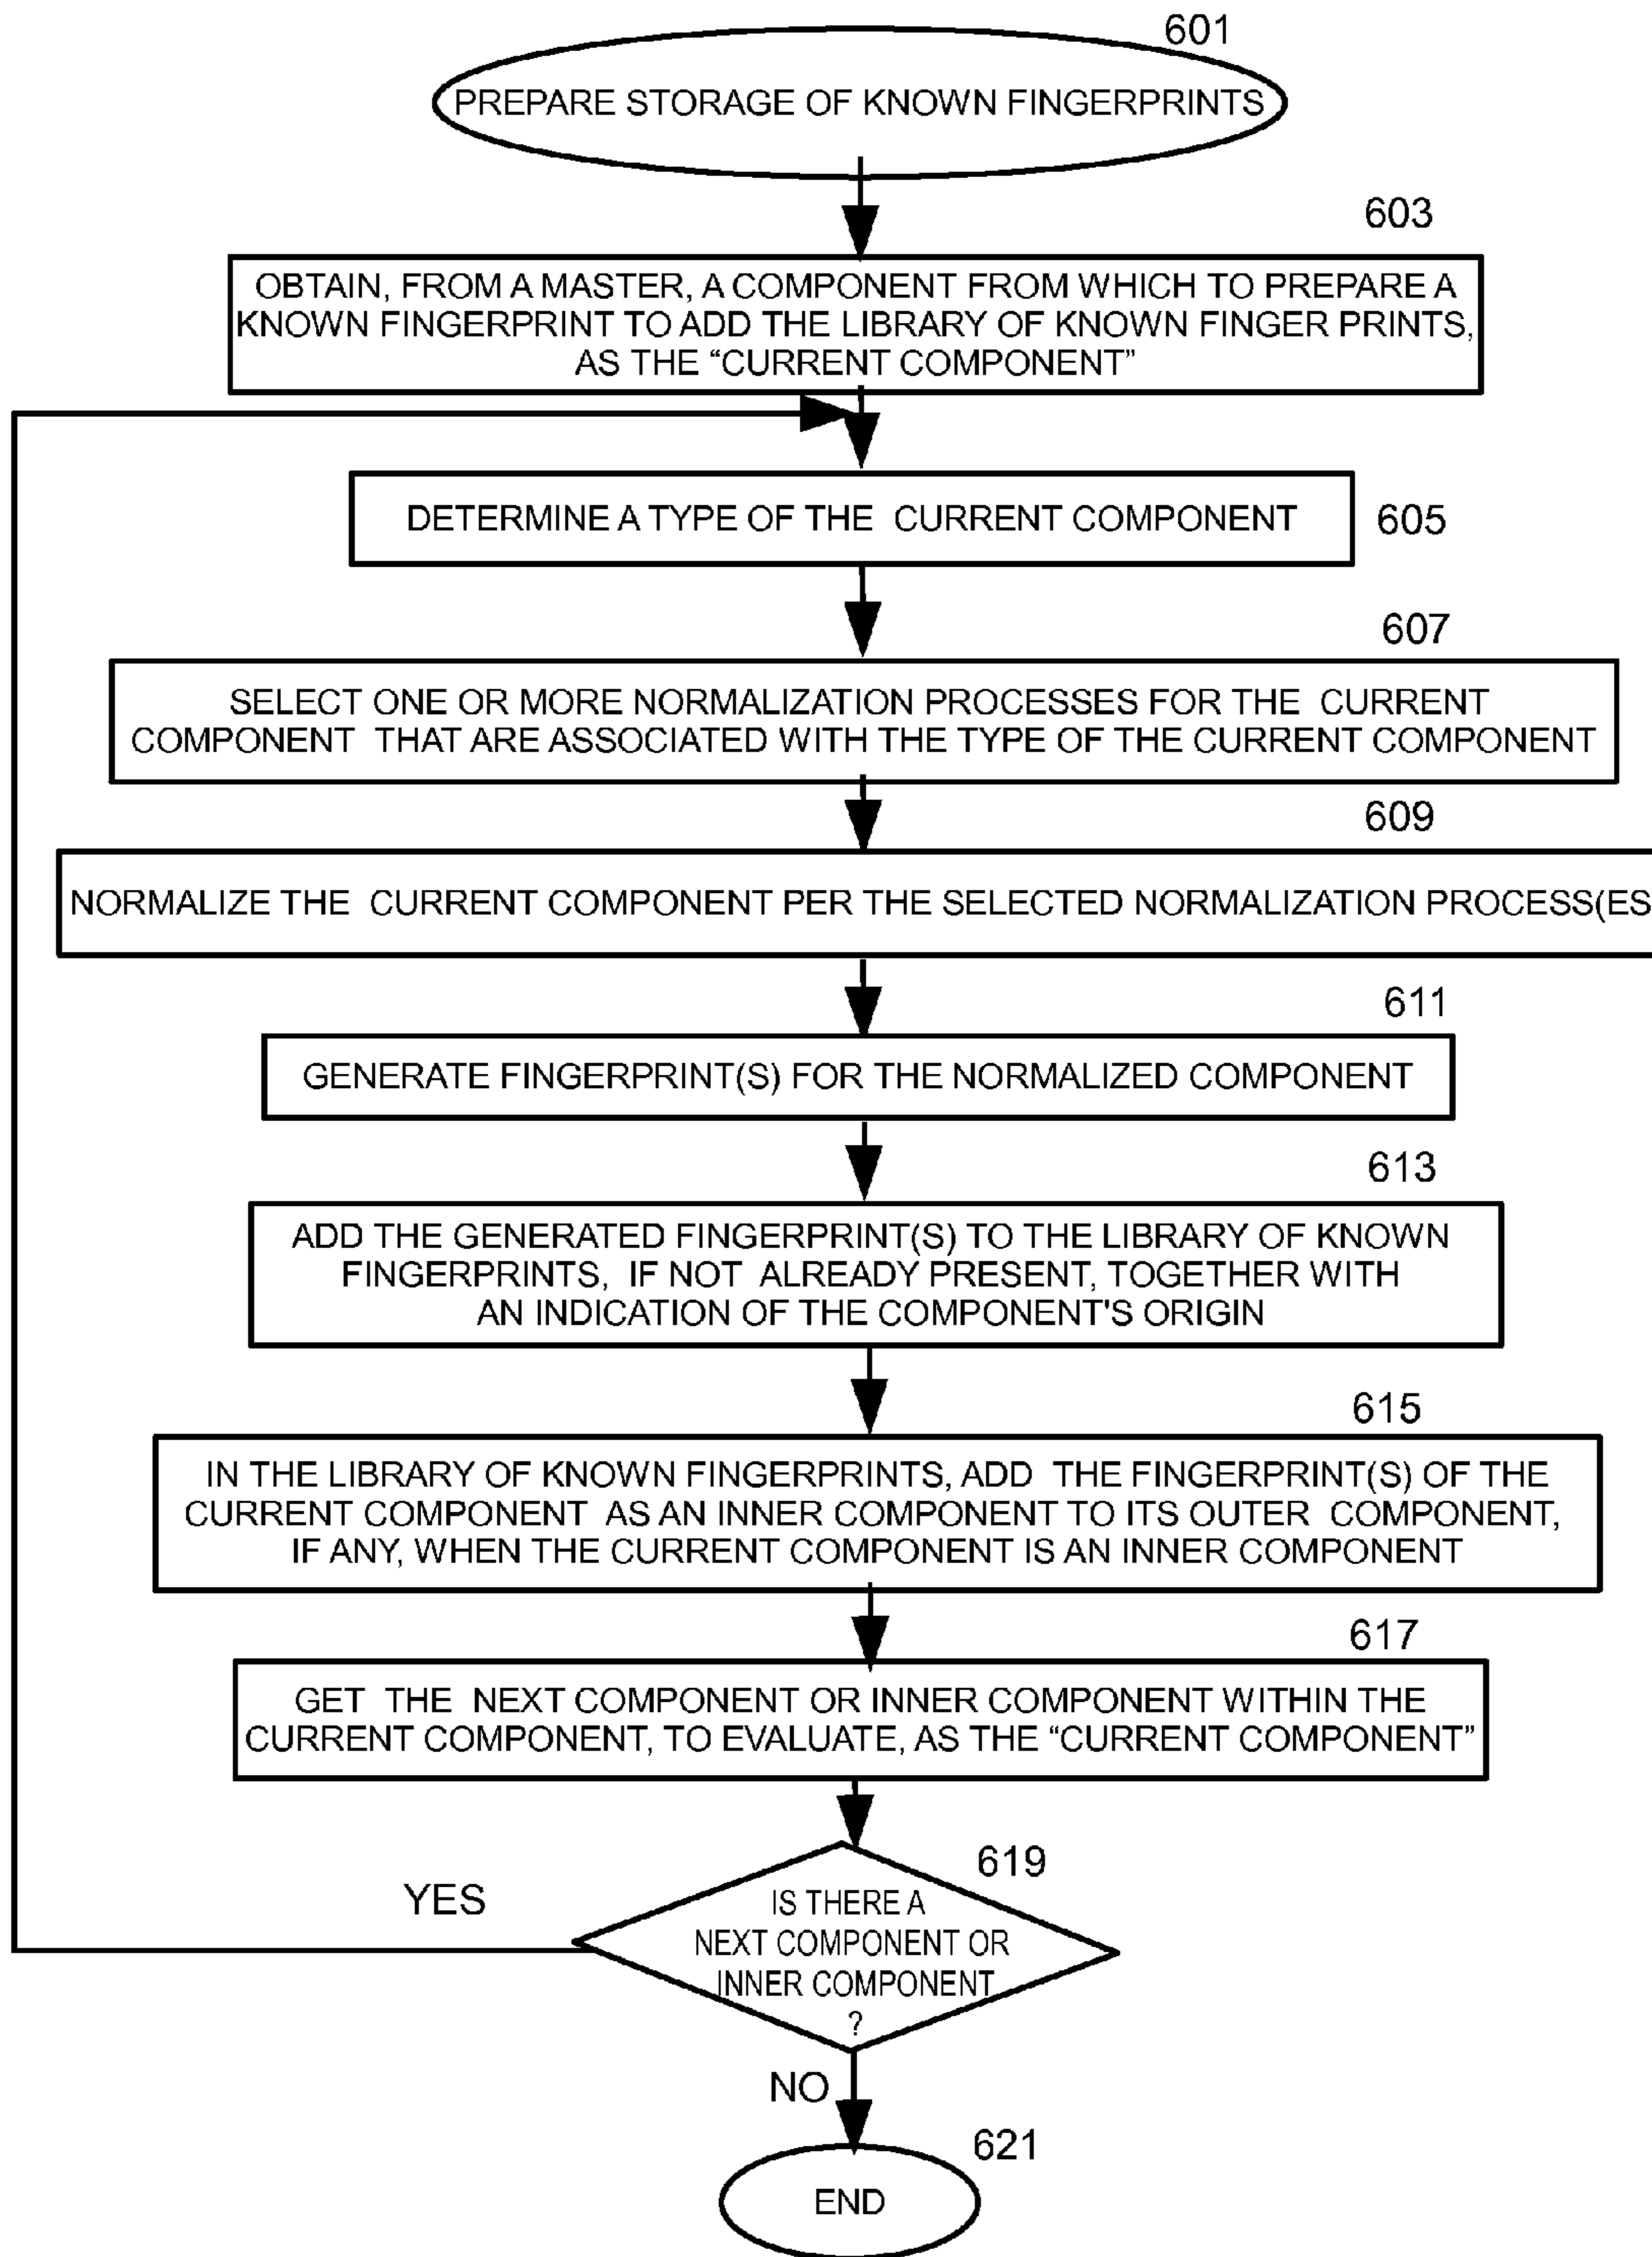 601
PREPARE STORAGE OF KNOWN FINGERPRINTS
603
OBTAIN, FROM A MASTER, A COMPONENT FROM WHICH TO PREPARE A
KNOWN FINGERPRINT TO ADD THE LIBRARY OF KNOWN FINGER PRINTS,
AS THE “CURRENT COMPONENT”
DETERMINE A TYPE OF THE CURRENT COMPONENT
605
607
SELECT ONE OR MORE NORMALIZATION PROCESSES FOR THE CURRENT
COMPONENT THAT ARE ASSOCIATED WITH THE TYPE OF THE CURRENT COMPONENT
609
NORMALIZE THE CURRENT COMPONENT PER THE SELECTED NORMALIZATION PROCESS(ES
611
GENERATE FINGERPRINT(S) FOR THE NORMALIZED COMPONENT
613
ADD THE GENERATED FINGERPRINT(S) TO THE LIBRARY OF KNOWN
FINGERPRINTS, IF NOT ALREADY PRESENT, TOGETHER WITH
AN INDICATION OF THE COMPONENT'S ORIGIN
615
IN THE LIBRARY OF KNOWN FINGERPRINTS, ADD THE FINGERPRINT(S) OF THE
CURRENT COMPONENT AS AN INNER COMPONENT TO ITS OUTER COMPONENT,
IF ANY, WHEN THE CURRENT COMPONENT IS AN INNER COMPONENT
617
GET THE NEXT COMPONENT OR INNER COMPONENT WITHIN THE
CURRENT COMPONENT, TO EVALUATE, AS THE “CURRENT COMPONENT”
619
YES
IS THERE A
NEXT COMPONENT OR
INNER COMPONENT
?
NO
621
END